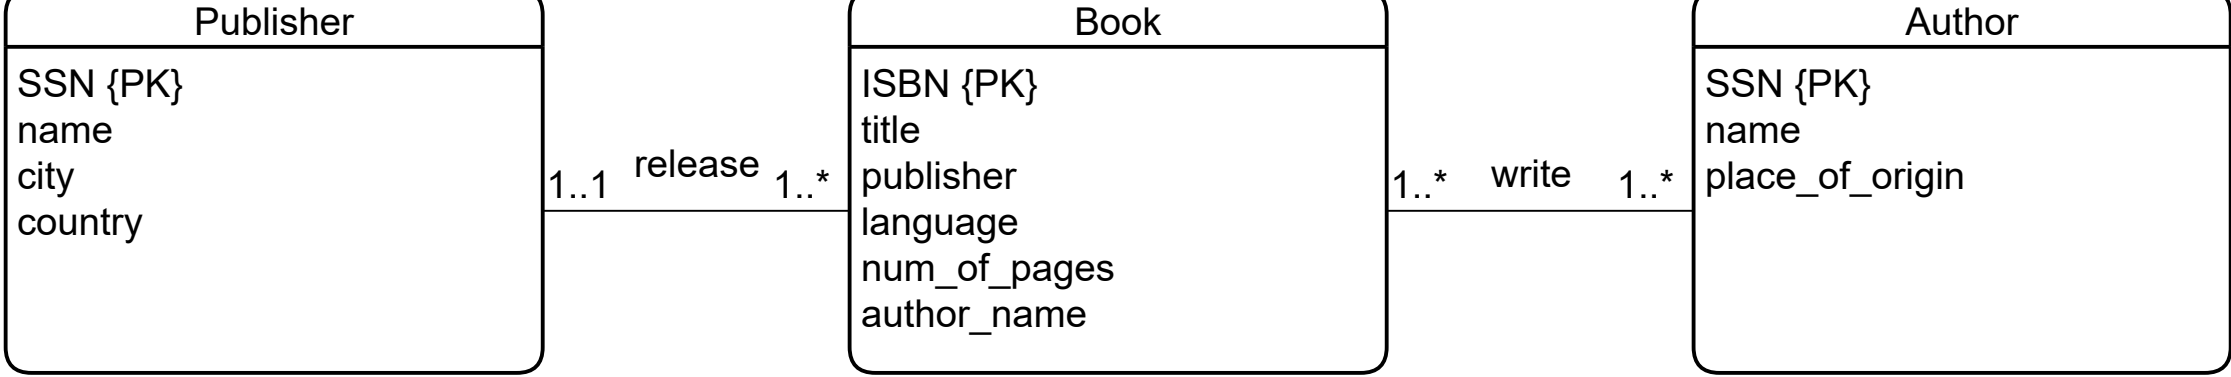 Publisher
SSN {PK}
name
city
country
1..1
release
1..*
Book
ISBN {PK}
title
publisher
language
num_of_pages
author_name
1..*
write
1..*
Author
SSN {PK}
name
place_of_origin